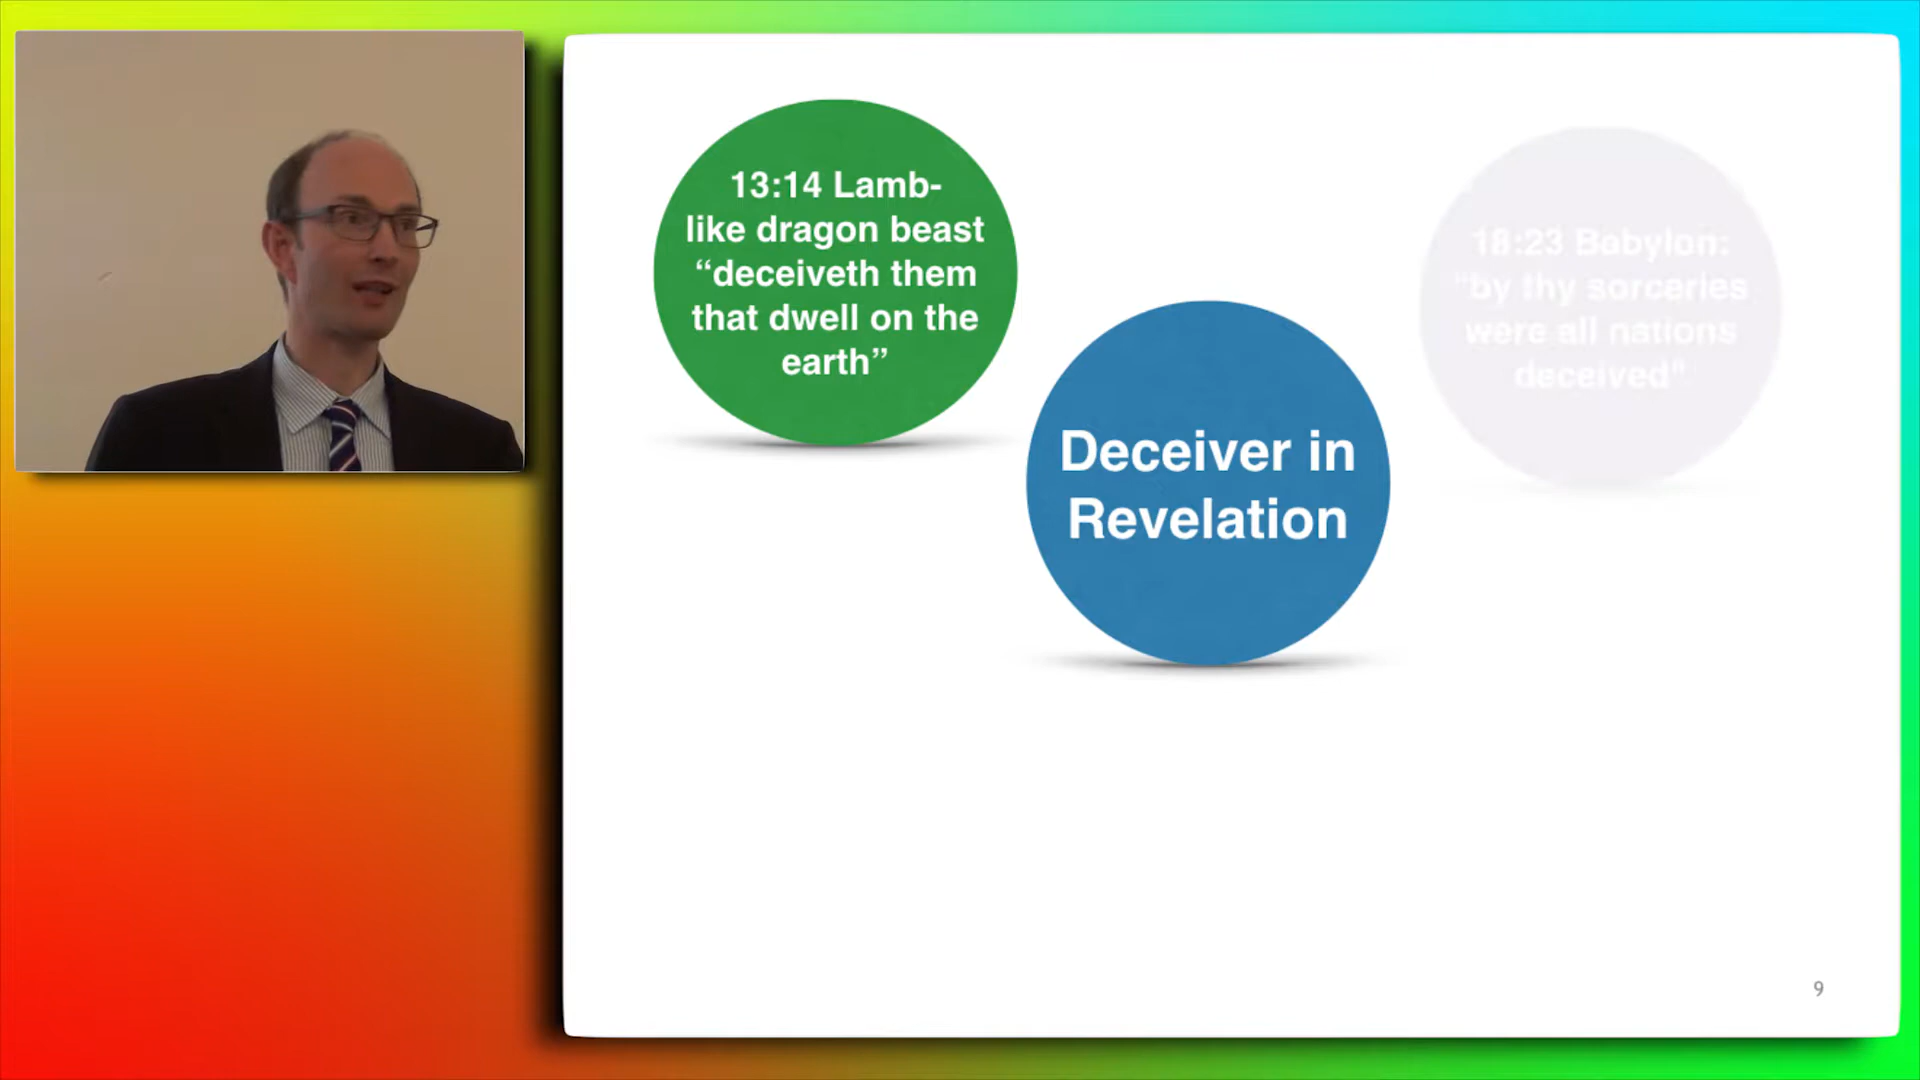 13:14 Lamb-
like dragon beast
“deceiveth them
that dwell on the
earth”
Deceiver in
Revelation
18:23 Babylon:
"by thy sorceries
were all nations
deceived"
9